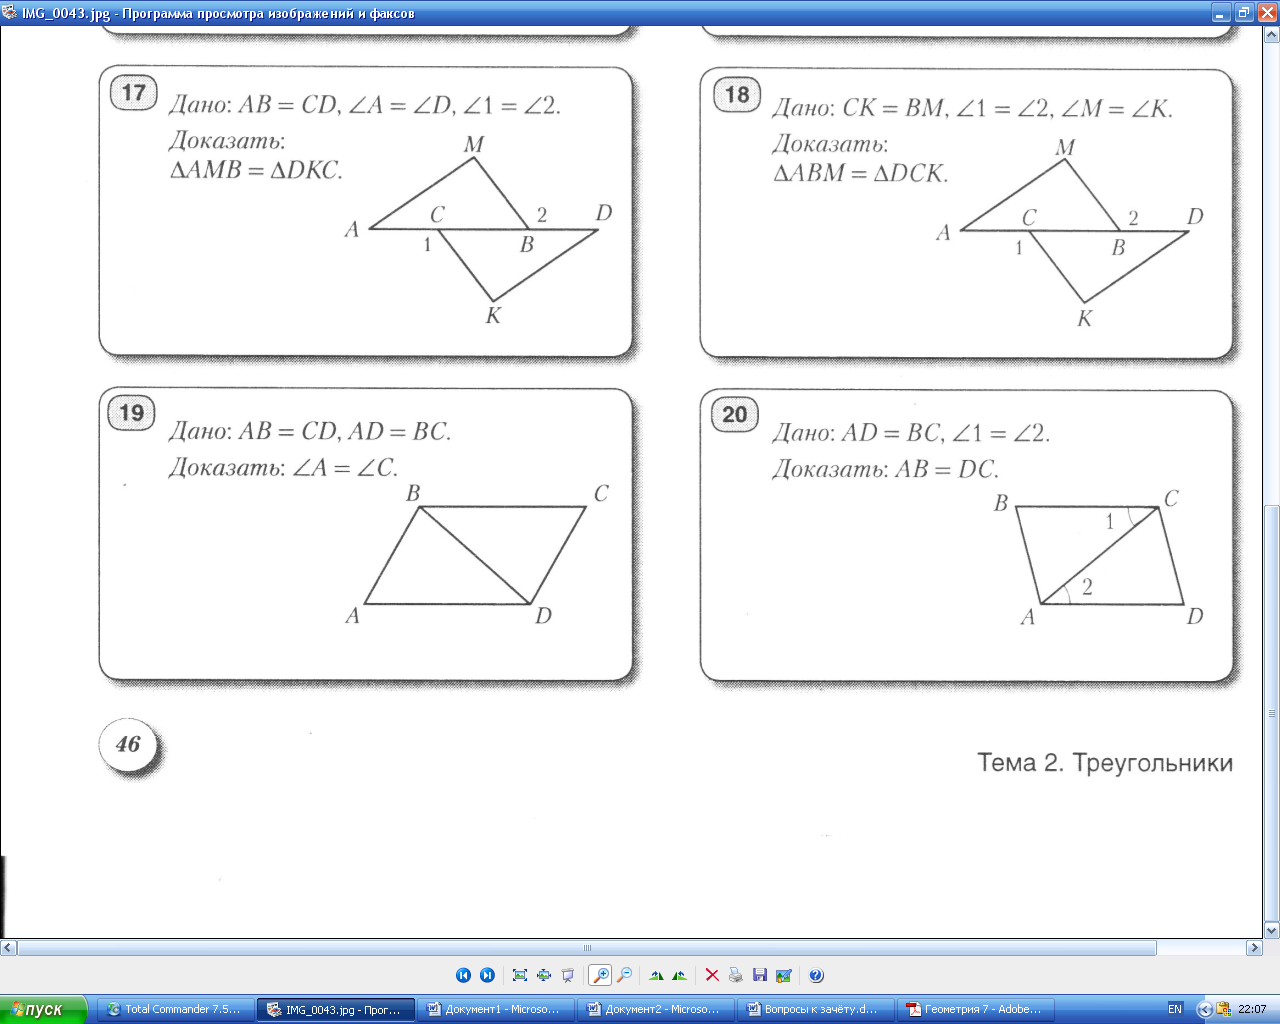 IMG_0043.jpg - Программа просмотра изображений и факсов
17
Дано: AB = CD, ∠A = ∠D, ∠1 = ∠2.
Доказать:
ΔAMB = ΔDKC.
M
A
C
2
D
1
B
K
18
Дано: CK = BM, ∠1 = ∠2, ∠M = ∠K.
Доказать:
ΔABM = ΔDCK.
M
A
C
2
D
1
B
K
19
Дано: AB = CD, AD = BC.
Доказать: ∠A = ∠C.
B
C
A
D
20
Дано: AD = BC, ∠1 = ∠2.
Доказать: AB = DC.
B
C
1
2
A
D
46
Тема 2. Треугольники
пуск
Total Commander 7.5...
IMG_0043.jpg - Прог...
Документ1 - Microso...
Документ2 - Microso...
Вопросы к зачёту.d...
Геометрия 7 - Adobe...
EN
22:07